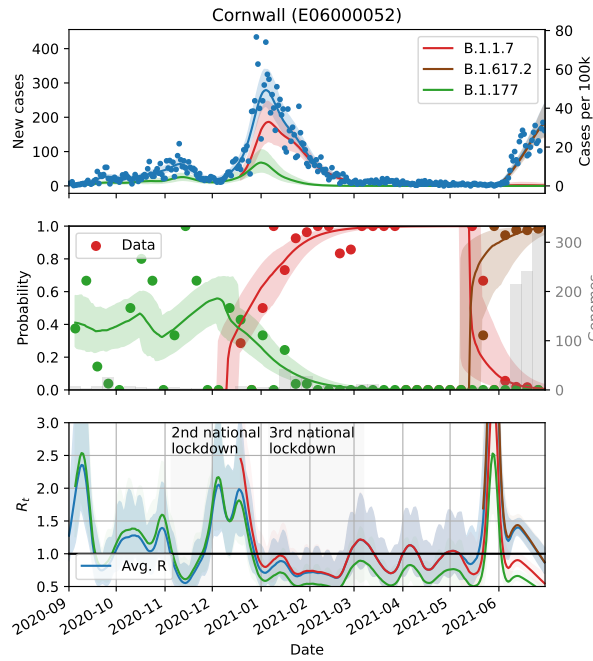 Cornwall (E06000052)
New cases
400
300
200
100
0
B.1.1.7
B.1.617.2
B.1.177
80
60
40
20
0
Cases per 100k
Probability
1.0
0.8
0.6
0.4
0.2
0.0
Data
300
200
100
0
Genomes
R_t
3.0
2.5
2.0
1.5
1.0
0.5
2nd national
lockdown
3rd national
lockdown
Avg. R
2020-09
2020-10
2020-11
2020-12
2021-01
2021-02
2021-03
2021-04
2021-05
2021-06
Date